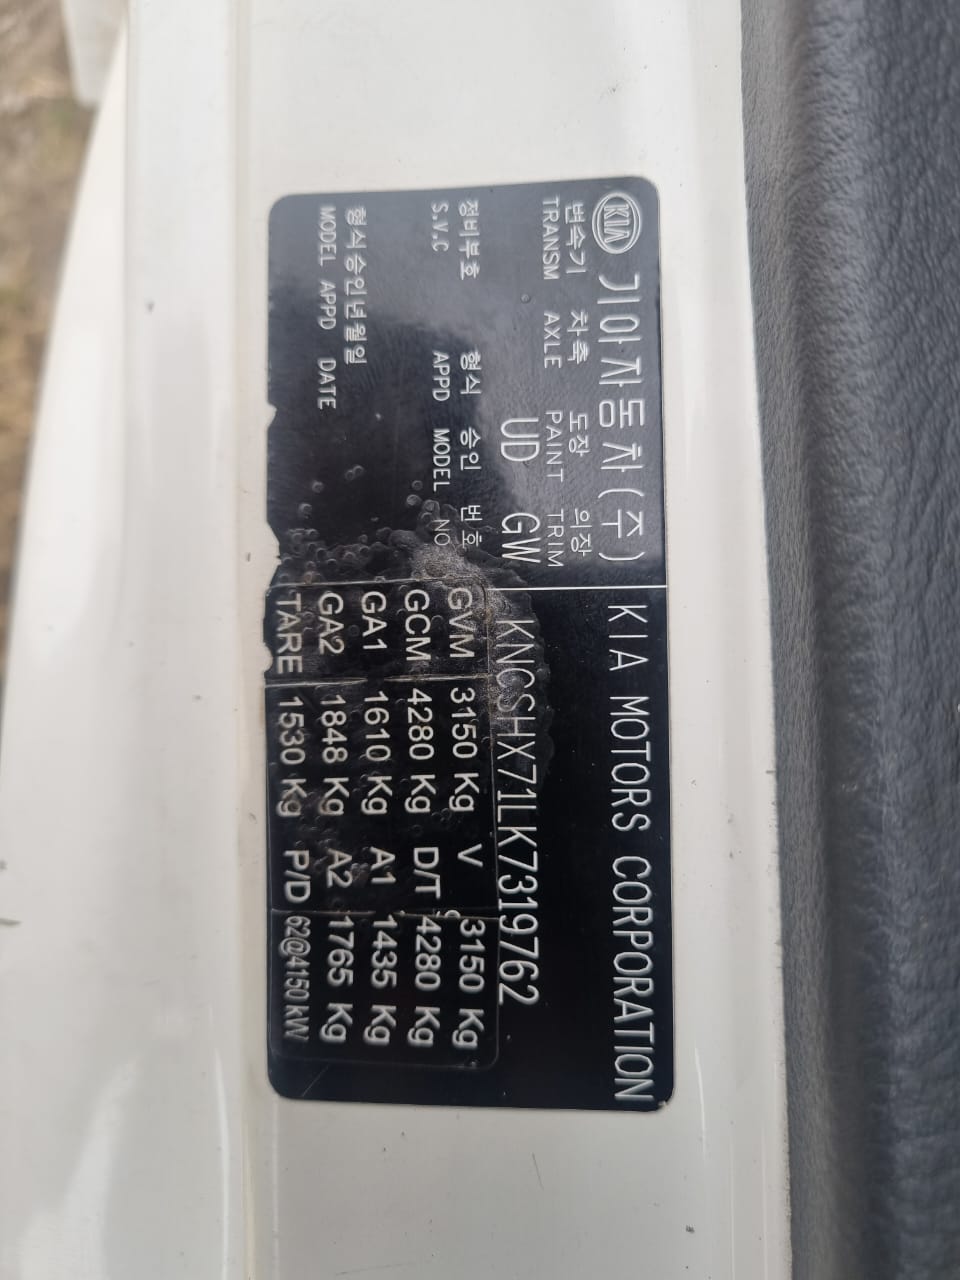 KIA 기아자동차(주) KIA MOTORS CORPORATION
변속기 차축 도장 의장
TRANSM AXLE PAINT TRIM
UD GW KNCSHX71LK7319762
정비부호 형식 승인 번호
S.V.C APPD MODEL NO
형식승인년월일
MODEL APPD DATE
GVM 3150 Kg V 3150 Kg
GCM 4280 Kg D/T 4280 Kg
GA1 1610 Kg A1 1435 Kg
GA2 1848 Kg A2 1765 Kg
TARE 1530 Kg P/D 62@4150 kW